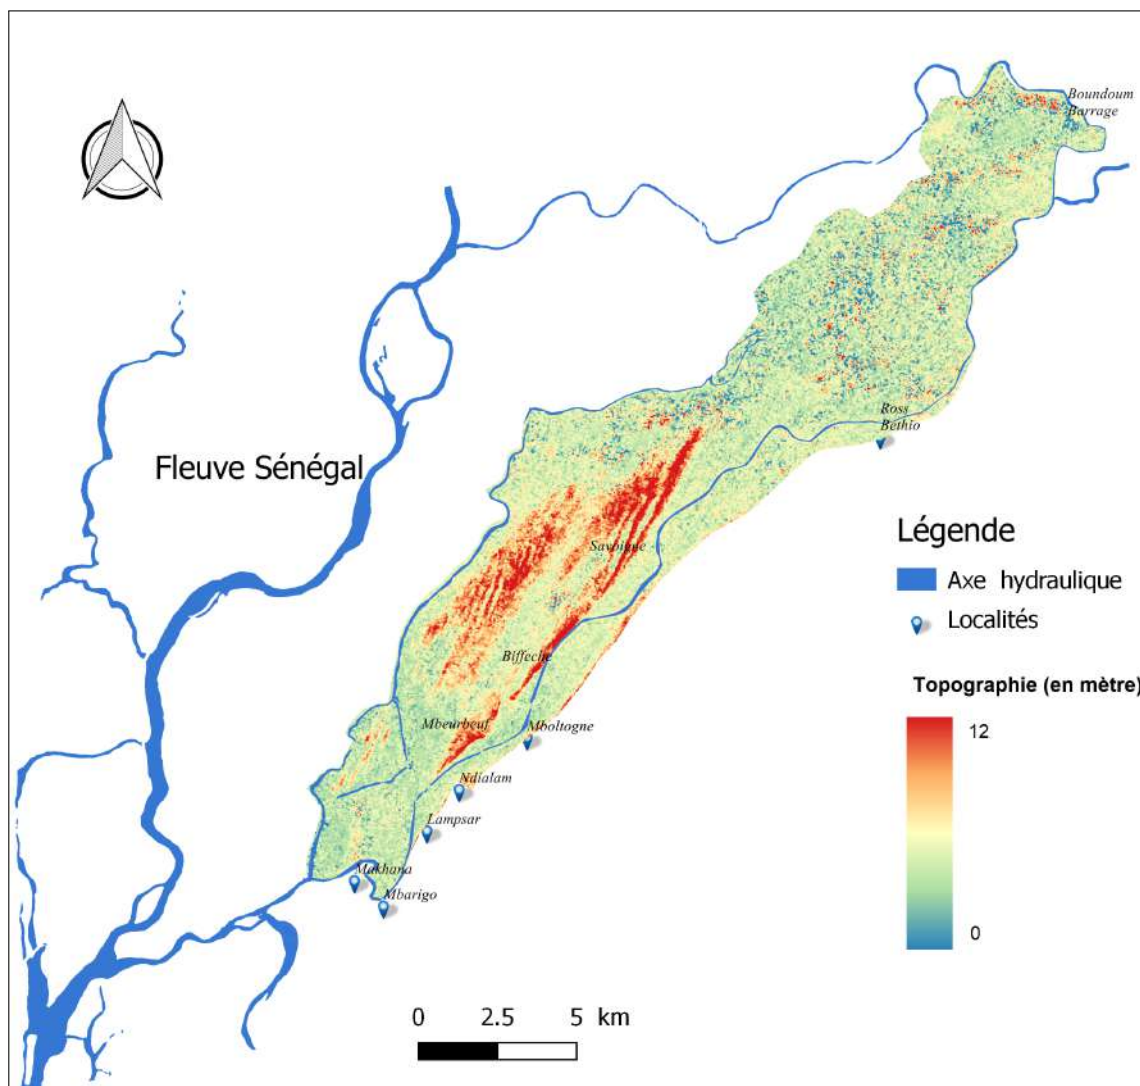 Boundoum
Barrage
Ross
Béthio
Fleuve Sénégal
Légende
Savoigne
Axe hydraulique
Localités
Biffeche
Topographie (en mètre)
Mbeurbeuf
Mboltogne
12
Ndialam
Lampsar
Makhana
Mbarigo
0
0 2.5 5 km